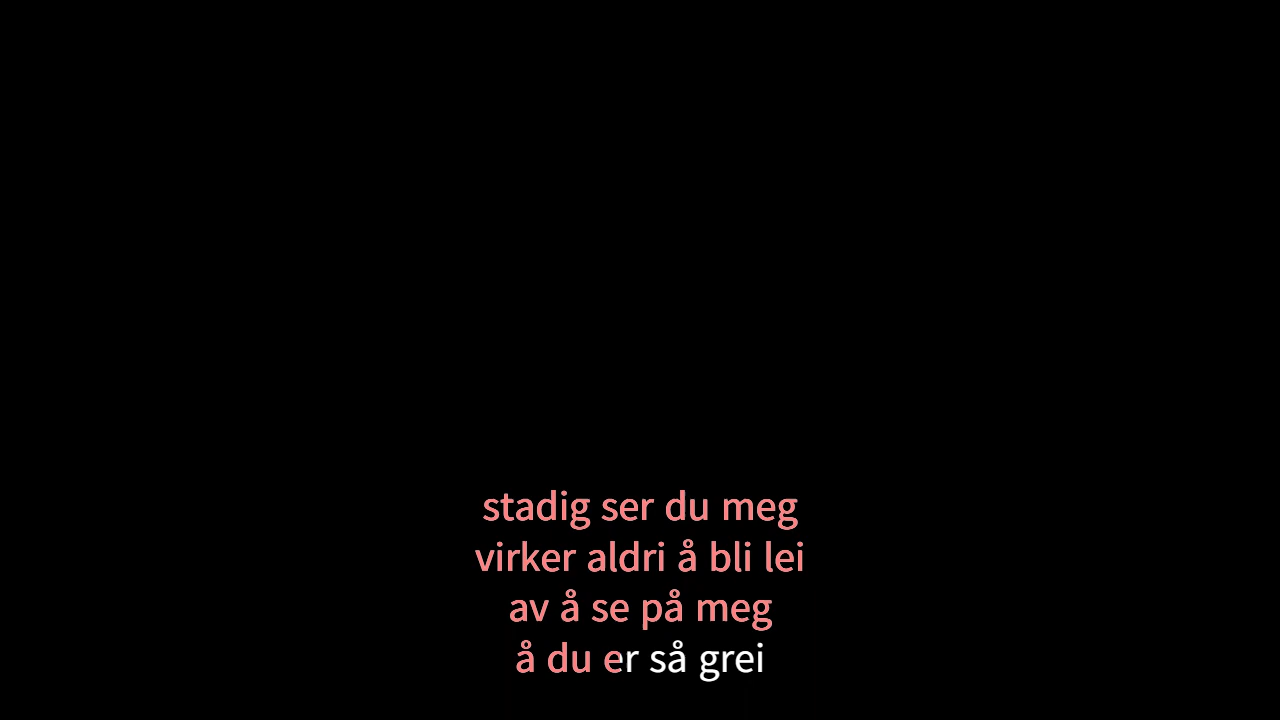 stadig ser du meg
virker aldri å bli lei
av å se på meg
å du er så grei